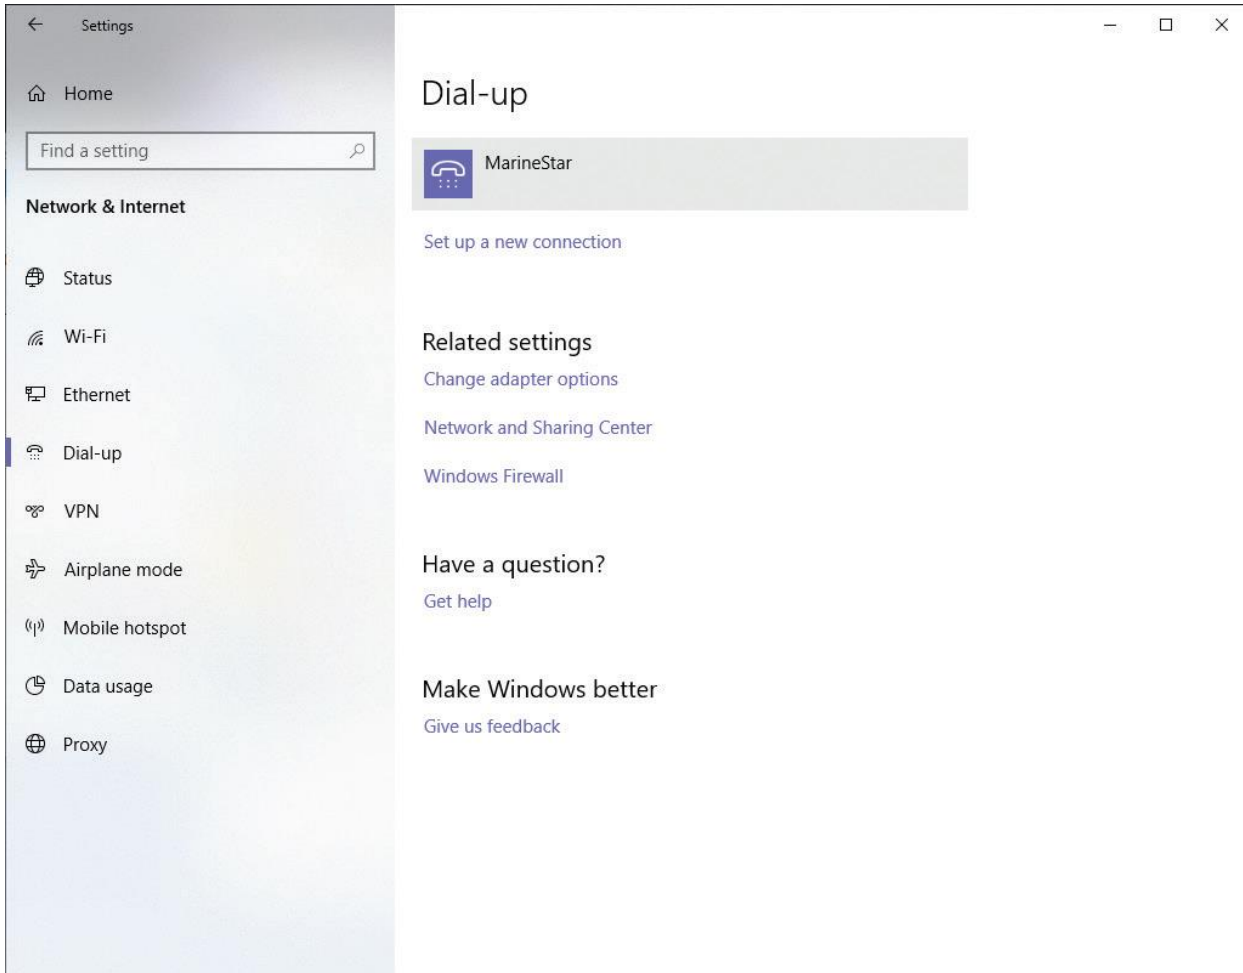 Settings
Home
Find a setting
Network & Internet
Status
Wi-Fi
Ethernet
Dial-up
VPN
Airplane mode
Mobile hotspot
Data usage
Proxy
Dial-up
MarineStar
Set up a new connection
Related settings
Change adapter options
Network and Sharing Center
Windows Firewall
Have a question?
Get help
Make Windows better
Give us feedback